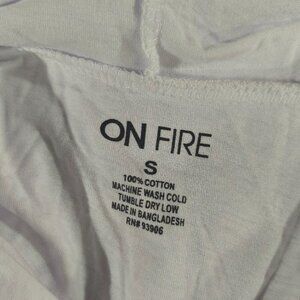 ON FIRE
S
100% COTTON
MACHINE WASH COLD
TUMBLE DRY LOW
MADE IN BANGLADESH
RN# 93906